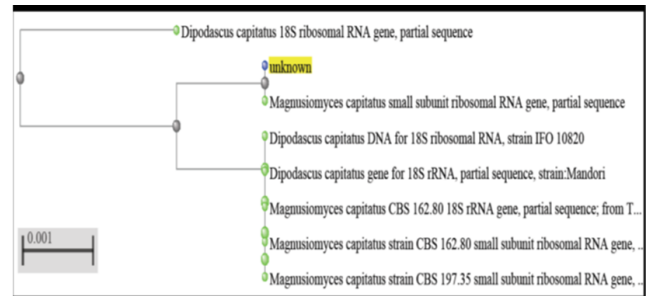 Dipodascus capitatus 18S ribosomal RNA gene, partial sequence
unknown
Magnusiomyces capitatus small subunit ribosomal RNA gene, partial sequence
Dipodascus capitatus DNA for 18S ribosomal RNA, strain IFO 10820
Dipodascus capitatus gene for 18S rRNA, partial sequence, strain:Mandori
Magnusiomyces capitatus CBS 162.80 18S rRNA gene, partial sequence; from T...
Magnusiomyces capitatus strain CBS 162.80 small subunit ribosomal RNA gene, ..
Magnusiomyces capitatus strain CBS 197.35 small subunit ribosomal RNA gene, ..
0.001